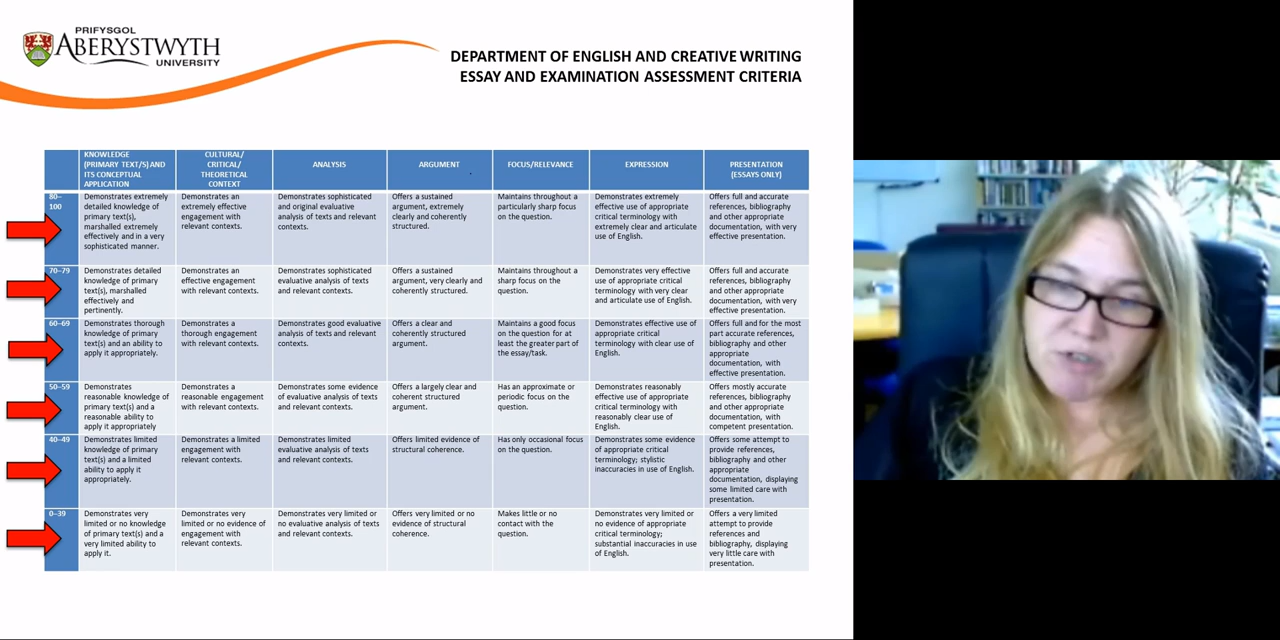 PRIFYSGOL
ABERYSTWYTH
UNIVERSITY
DEPARTMENT OF ENGLISH AND CREATIVE WRITING
ESSAY AND EXAMINATION ASSESSMENT CRITERIA
KNOWLEDGE
(PRIMARY TEXT/S) AND
ITS CONCEPTUAL
APPLICATION
CULTURAL/
CRITICAL/
THEORETICAL
CONTEXT
ANALYSIS
ARGUMENT
FOCUS/RELEVANCE
EXPRESSION
PRESENTATION
(ESSAYS ONLY)
80–
100
Demonstrates extremely
detailed knowledge of
primary text(s),
marshalled extremely
effectively and in a very
sophisticated manner.
Demonstrates an
extremely effective
engagement with
relevant contexts.
Demonstrates sophisticated
and original evaluative
analysis of texts and relevant
contexts.
Offers a sustained
argument, extremely
clearly and coherently
structured.
Maintains throughout a
particularly sharp focus
on the question.
Demonstrates extremely
effective use of appropriate
critical terminology with
extremely clear and articulate
use of English.
Offers full and accurate
references, bibliography
and other appropriate
documentation, with very
effective presentation.
70–79
Demonstrates detailed
knowledge of primary
text(s), marshalled
effectively and
pertinently.
Demonstrates an
effective engagement
with relevant contexts.
Demonstrates sophisticated
evaluative analysis of texts
and relevant contexts.
Offers a sustained
argument, very clearly and
coherently structured.
Maintains throughout a
sharp focus on the
question.
Demonstrates very effective
use of appropriate critical
terminology with very clear
and articulate use of English.
Offers full and accurate
references, bibliography
and other appropriate
documentation, with very
effective presentation.
60–69
Demonstrates thorough
knowledge of primary
text(s) and an ability to
apply it appropriately.
Demonstrates a
thorough engagement
with relevant contexts.
Demonstrates good evaluative
analysis of texts and relevant
contexts.
Offers a clear and
coherently structured
argument.
Maintains a good focus
on the question for at
least the greater part of
the essay/task.
Demonstrates effective use of
appropriate critical
terminology with clear use of
English.
Offers full and for the most
part accurate references,
bibliography and other
appropriate
documentation, with
effective presentation.
50–59
Demonstrates
reasonable knowledge of
primary text(s) and a
reasonable ability to
apply it appropriately
Demonstrates a
reasonable engagement
with relevant contexts.
Demonstrates some evidence
of evaluative analysis of texts
and relevant contexts.
Offers a largely clear and
coherent structured
argument.
Has an approximate or
periodic focus on the
question.
Demonstrates reasonably
effective use of appropriate
critical terminology with
reasonably clear use of
English.
Offers mostly accurate
references, bibliography
and other appropriate
documentation, with
competent presentation.
40–49
Demonstrates limited
knowledge of primary
text(s) and a limited
ability to apply it
appropriately.
Demonstrates a limited
engagement with
relevant contexts.
Demonstrates limited
evaluative analysis of texts
and relevant contexts.
Offers limited evidence of
structural coherence.
Has only occasional focus
on the question.
Demonstrates some evidence
of appropriate critical
terminology; stylistic
inaccuracies in use of English.
Offers some attempt to
provide references,
bibliography and other
appropriate
documentation, displaying
some limited care with
presentation.
0–39
Demonstrates very
limited or no knowledge
of primary text(s) and a
very limited ability to
apply it.
Demonstrates very
limited or no evidence of
engagement with
relevant contexts.
Demonstrates very limited or
no evaluative analysis of texts
and relevant contexts.
Offers very limited or no
evidence of structural
coherence.
Makes little or no
contact with the
question.
Demonstrates very limited or
no evidence of appropriate
critical terminology;
substantial inaccuracies in use
of English.
Offers a very limited
attempt to provide
references and
bibliography, displaying
very little care with
presentation.